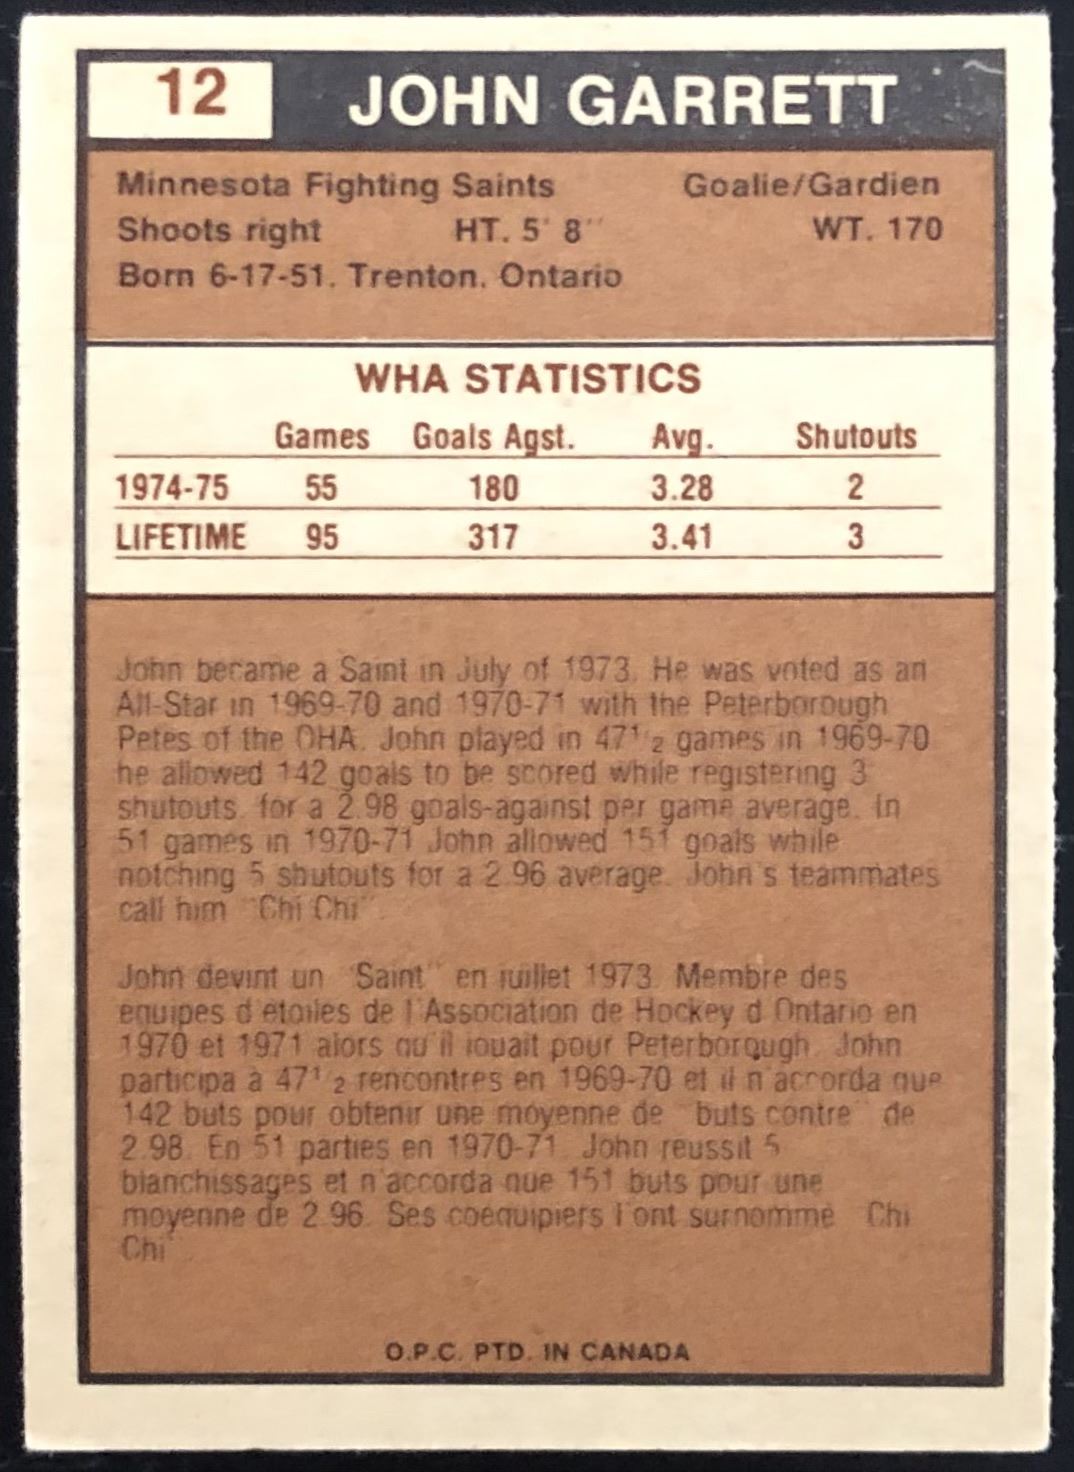 12 JOHN GARRETT
Minnesota Fighting Saints Goalie/Gardien
Shoots right HT. 5' 8" WT. 170
Born 6-17-51. Trenton, Ontario
WHA STATISTICS
Games Goals Agst. Avg. Shutouts
1974-75 55 180 3.28 2
LIFETIME 95 317 3.41 3
John became a Saint in July of 1973. He was voted as an
All-Star in 1969-70 and 1970-71 with the Peterborough
Petes of the OHA. John played in 47 1/2 games in 1969-70
he allowed 142 goals to be scored while registering 3
shutouts, for a 2.98 goals-against per game average. In
51 games in 1970-71 John allowed 151 goals while
notching 5 shutouts for a 2.96 average. John's teammates
call him "Chi Chi".
John devint un "Saint" en juillet 1973. Membre des
équipes d'étoiles de l'Association de Hockey d'Ontario en
1970 et 1971 alors qu'il jouait pour Peterborough. John
participa à 47 1/2 rencontres en 1969-70 et il n'accorda que
142 buts pour obtenir une moyenne de "buts contre" de
2.98. En 51 parties en 1970-71, John réussit 5
blanchissages et n'accorda que 151 buts pour une
moyenne de 2.96. Ses coéquipiers l'ont surnommé "Chi
Chi".
O.P.C. PTD. IN CANADA